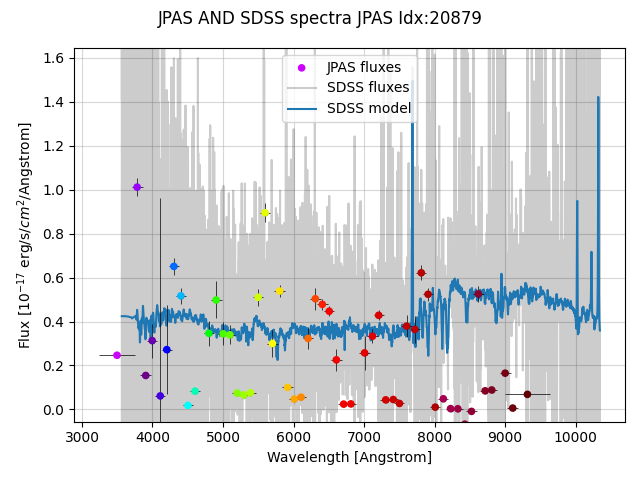 JPAS AND SDSS spectra JPAS Idx:20879
JPAS fluxes
SDSS fluxes
SDSS model
Flux [10⁻¹⁷ erg/s/cm²/Angstrom]
1.6
1.4
1.2
1.0
0.8
0.6
0.4
0.2
0.0
3000 4000 5000 6000 7000 8000 9000 10000
Wavelength [Angstrom]